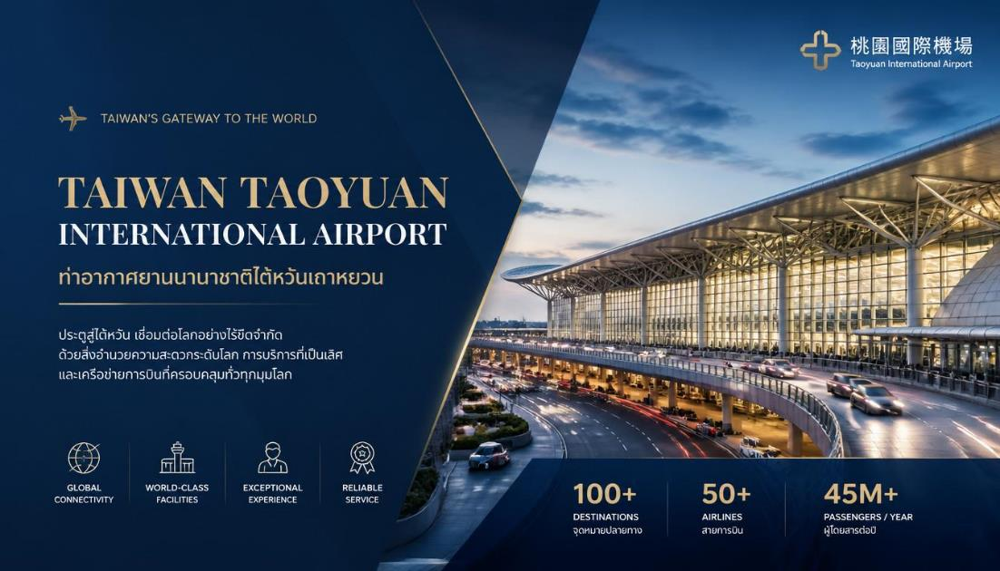 桃園國際機場
Taoyuan International Airport
TAIWAN'S GATEWAY TO THE WORLD
TAIWAN TAOYUAN
INTERNATIONAL AIRPORT
ท่าอากาศยานนานาชาติไต้หวันเถาหยวน
ประตูสู่ไต้หวัน เชื่อมต่อโลกอย่างไร้ขีดจำกัด
ด้วยสิ่งอำนวยความสะดวกระดับโลก การบริการที่เป็นเลิศ
และเครือข่ายการบินที่ครอบคลุมทั่วทุกมุมโลก
GLOBAL
CONNECTIVITY
WORLD-CLASS
FACILITIES
EXCEPTIONAL
EXPERIENCE
RELIABLE
SERVICE
100+
DESTINATIONS
จุดหมายปลายทาง
50+
AIRLINES
สายการบิน
45M+
PASSENGERS / YEAR
ผู้โดยสารต่อปี